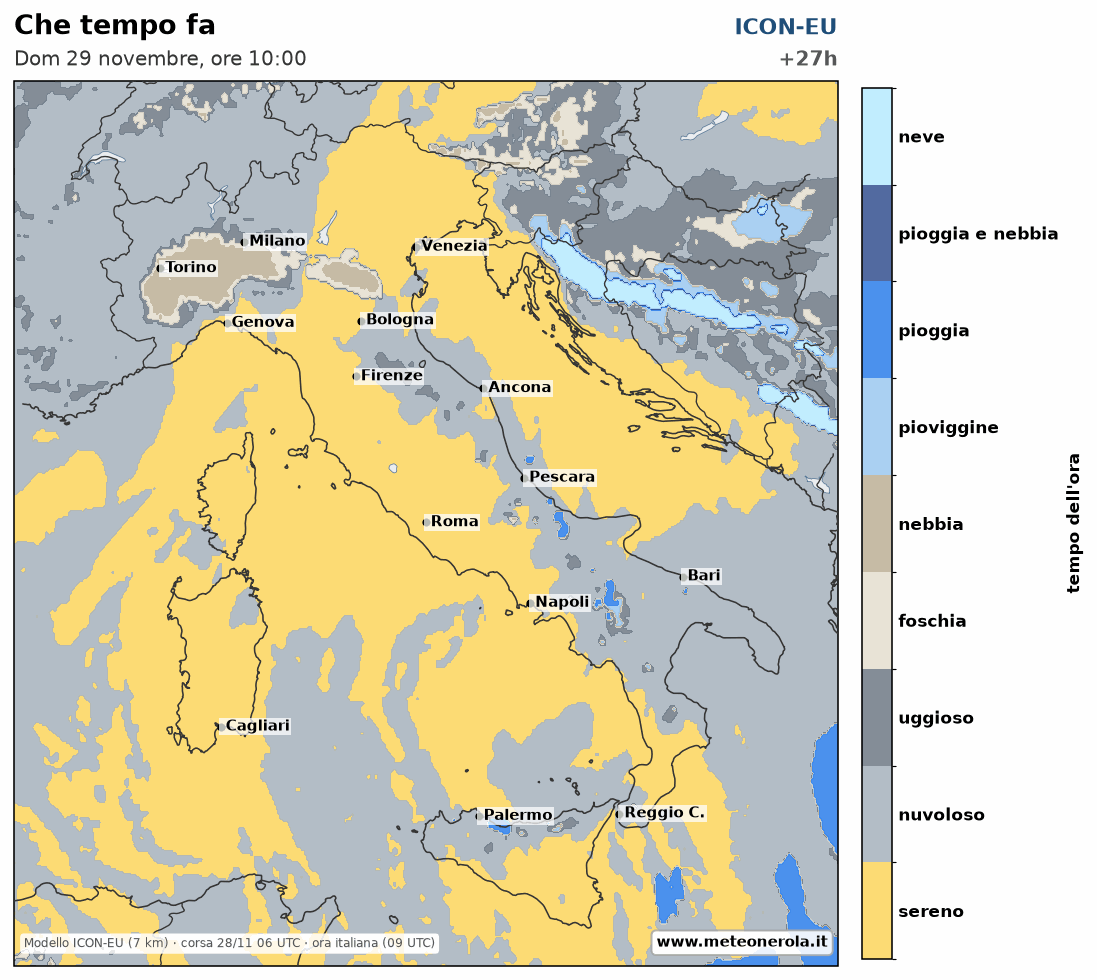 Che tempo fa
ICON-EU
Dom 29 novembre, ore 10:00
+27h
neve
pioggia e nebbia
pioggia
pioviggine
nebbia
foschia
uggioso
nuvoloso
sereno
tempo dell'ora
Milano
Venezia
Torino
Genova
Bologna
Firenze
Ancona
Pescara
Roma
Bari
Napoli
Cagliari
Palermo
Reggio C.
Modello ICON-EU (7 km) · corsa 28/11 06 UTC · ora italiana (09 UTC)
www.meteonerola.it